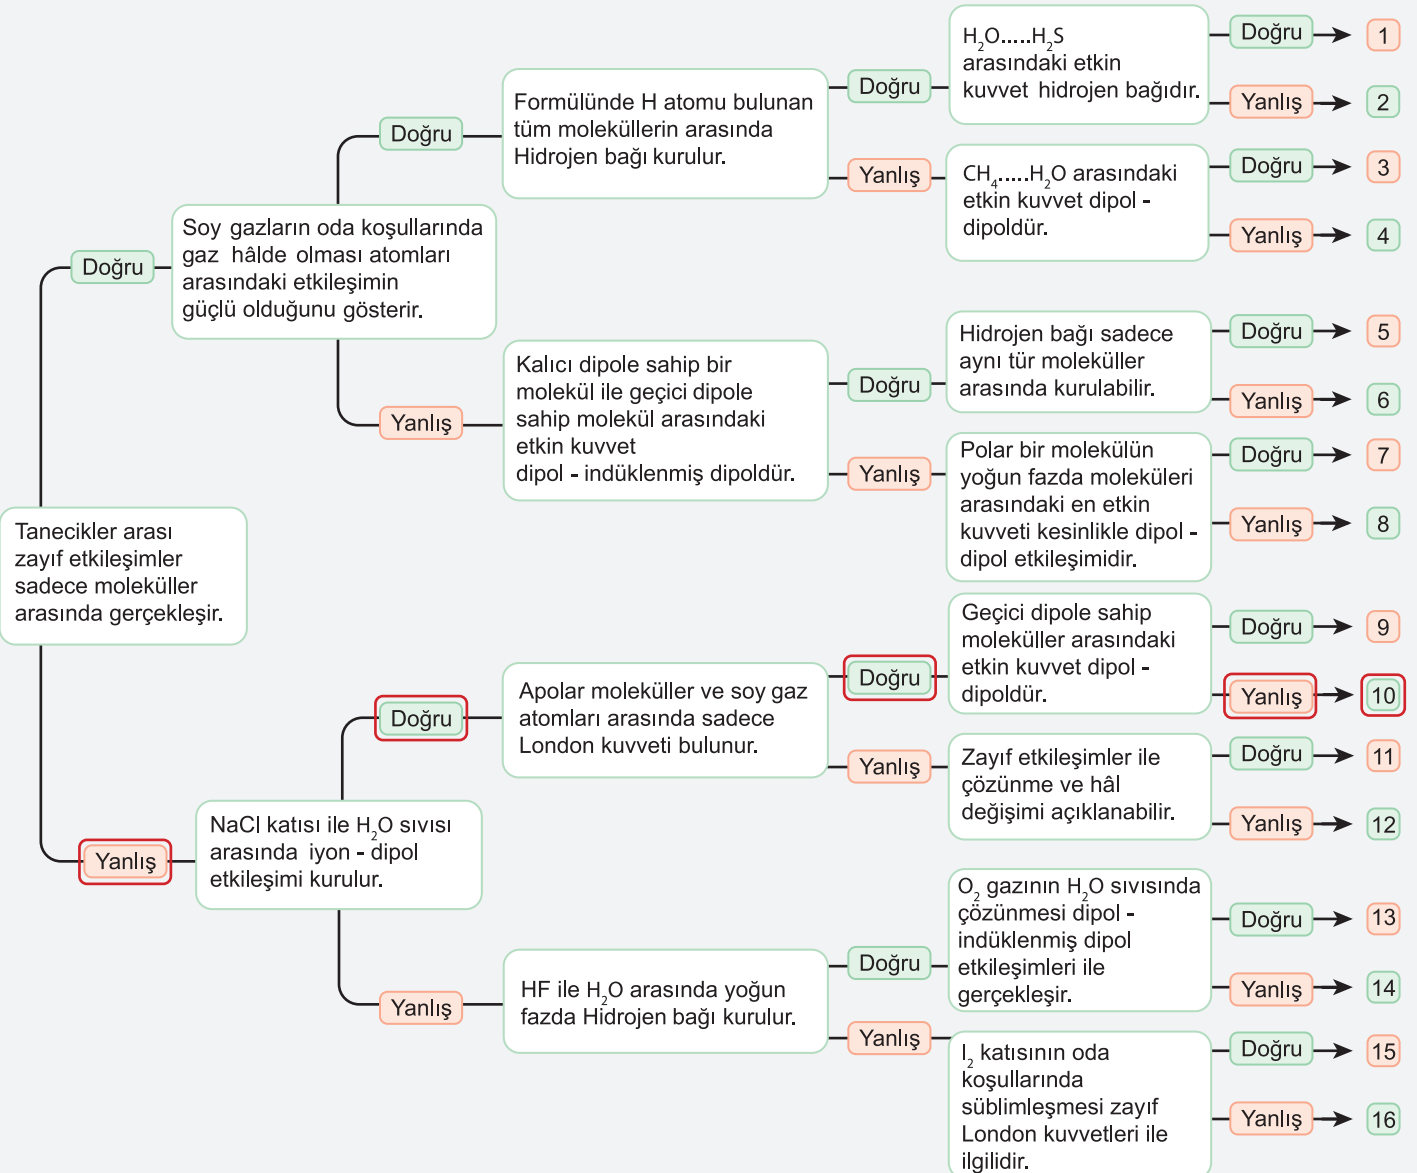 Tanecikler arası
zayıf etkileşimler
sadece moleküller
arasında gerçekleşir.
Doğru
Yanlış
Soy gazların oda koşullarında
gaz hâlde olması atomları
arasındaki etkileşimin
güçlü olduğunu gösterir.
Doğru
Yanlış
NaCl katısı ile H₂O sıvısı
arasında iyon - dipol
etkileşimi kurulur.
Doğru
Yanlış
Formülünde H atomu bulunan
tüm moleküllerin arasında
Hidrojen bağı kurulur.
Doğru
Yanlış
Kalıcı dipole sahip bir
molekül ile geçici dipole
sahip molekül arasındaki
etkin kuvvet
dipol - indüklenmiş dipoldür.
Doğru
Yanlış
Apolar moleküller ve soy gaz
atomları arasında sadece
London kuvveti bulunur.
Doğru
Yanlış
HF ile H₂O arasında yoğun
fazda Hidrojen bağı kurulur.
Doğru
Yanlış
H₂O.....H₂S
arasındaki etkin
kuvvet hidrojen bağıdır.
Doğru 1
Yanlış 2
CH₄.....H₂O arasındaki
etkin kuvvet dipol -
dipoldür.
Doğru 3
Yanlış 4
Hidrojen bağı sadece
aynı tür moleküller
arasında kurulabilir.
Doğru 5
Yanlış 6
Polar bir molekülün
yoğun fazda moleküleri
arasındaki en etkin
kuvveti kesinlikle dipol -
dipol etkileşimidir.
Doğru 7
Yanlış 8
Geçici dipole sahip
moleküller arasındaki
etkin kuvvet dipol -
dipoldür.
Doğru 9
Yanlış 10
Zayıf etkileşimler ile
çözünme ve hâl
değişimi açıklanabilir.
Doğru 11
Yanlış 12
O₂ gazının H₂O sıvısında
çözünmesi dipol -
indüklenmiş dipol
etkileşimleri ile
gerçekleşir.
Doğru 13
Yanlış 14
I₂ katısının oda
koşullarında
süblimleşmesi zayıf
London kuvvetleri ile
ilgilidir.
Doğru 15
Yanlış 16